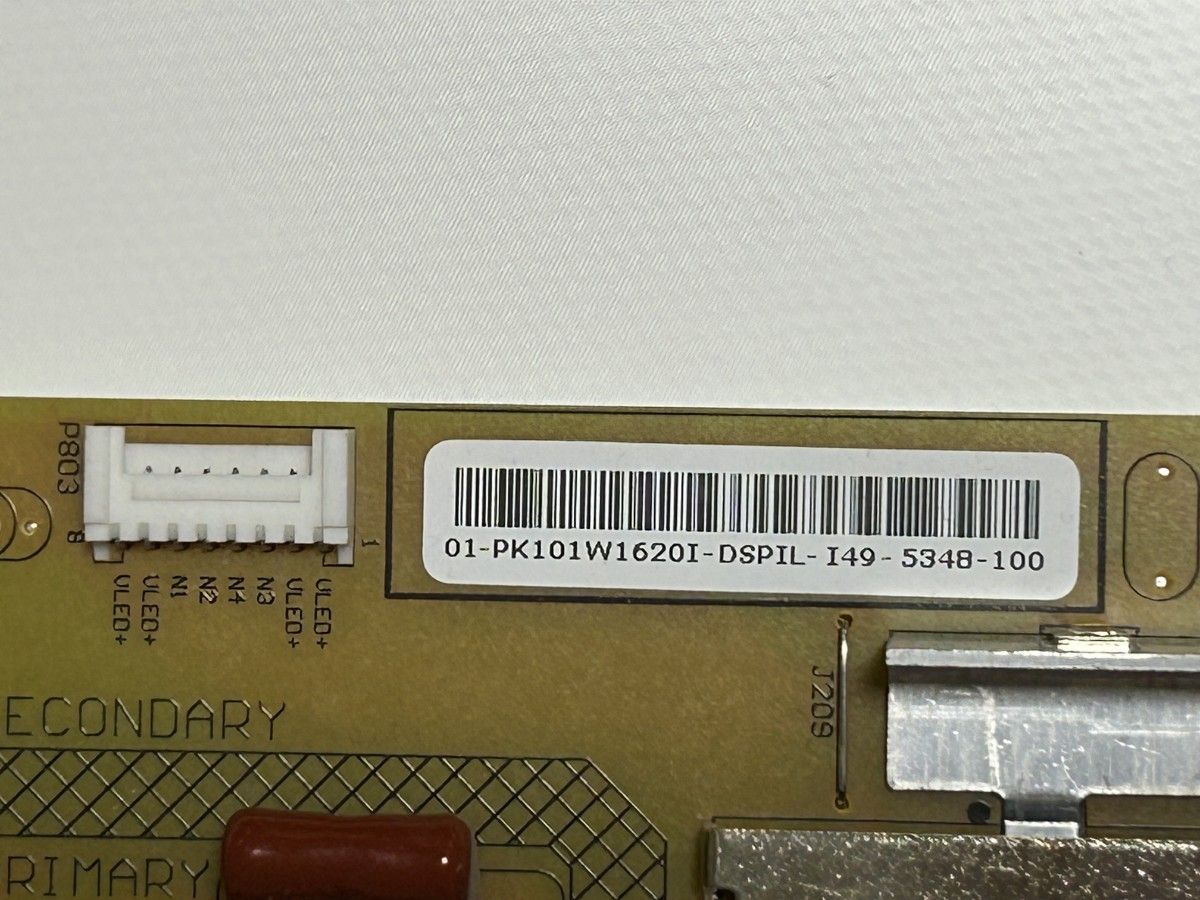 P803
8
1
VLED+
VLED+
N1
N2
N4
N3
VLED+
VLED+
01-PK101W1620I-DSPIL-I49-5348-100
J209
ECONDARY
RIMARY